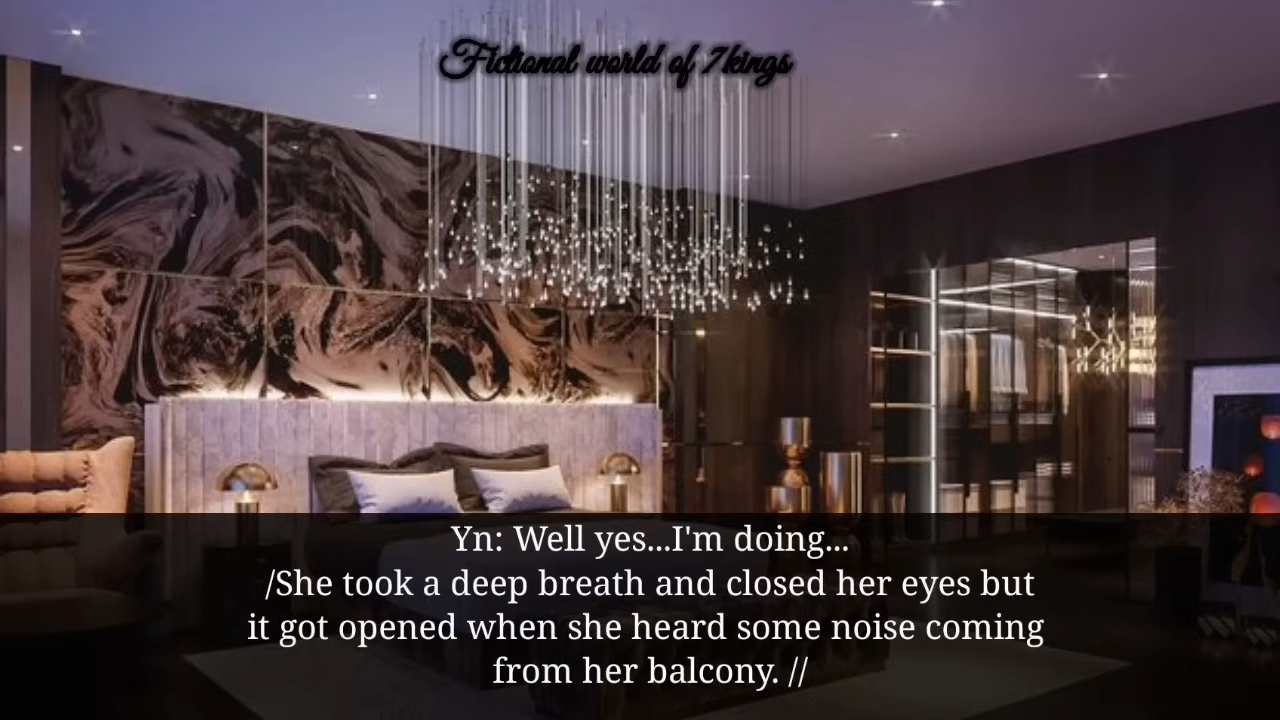 Fictional world of 7kings
Yn: Well yes...I'm doing...
/She took a deep breath and closed her eyes but
it got opened when she heard some noise coming
from her balcony. //